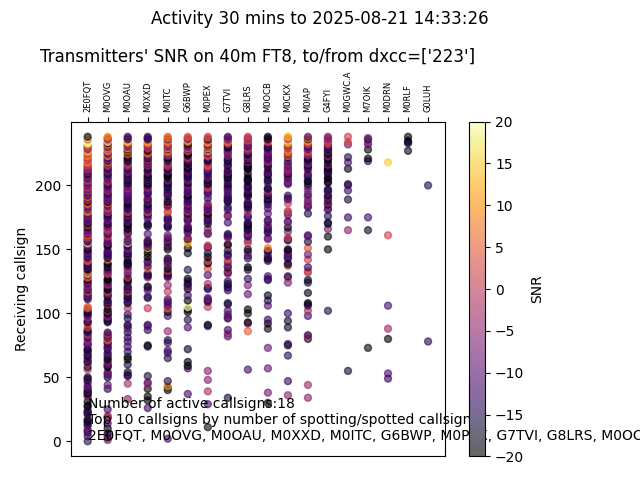 Activity 30 mins to 2025-08-21 14:33:26
Transmitters' SNR on 40m FT8, to/from dxcc=['223']
2E0FQT M0OVG M0OAU M0XXD M0ITC G6BWP M0PEX G7TVI G8LRS M0OCB M0CKX M0IAP G4FYI M0GWC.A M7OIK M0DRN M0RLF G0LUH
Receiving callsign
200
150
100
50
0
Number of active callsigns:18
Top 10 callsigns by number of spotting/spotted callsign
2E0FQT, M0OVG, M0OAU, M0XXD, M0ITC, G6BWP, M0P G7TVI, G8LRS, M0OC
20
15
10
5
0
−5
−10
−15
−20
SNR